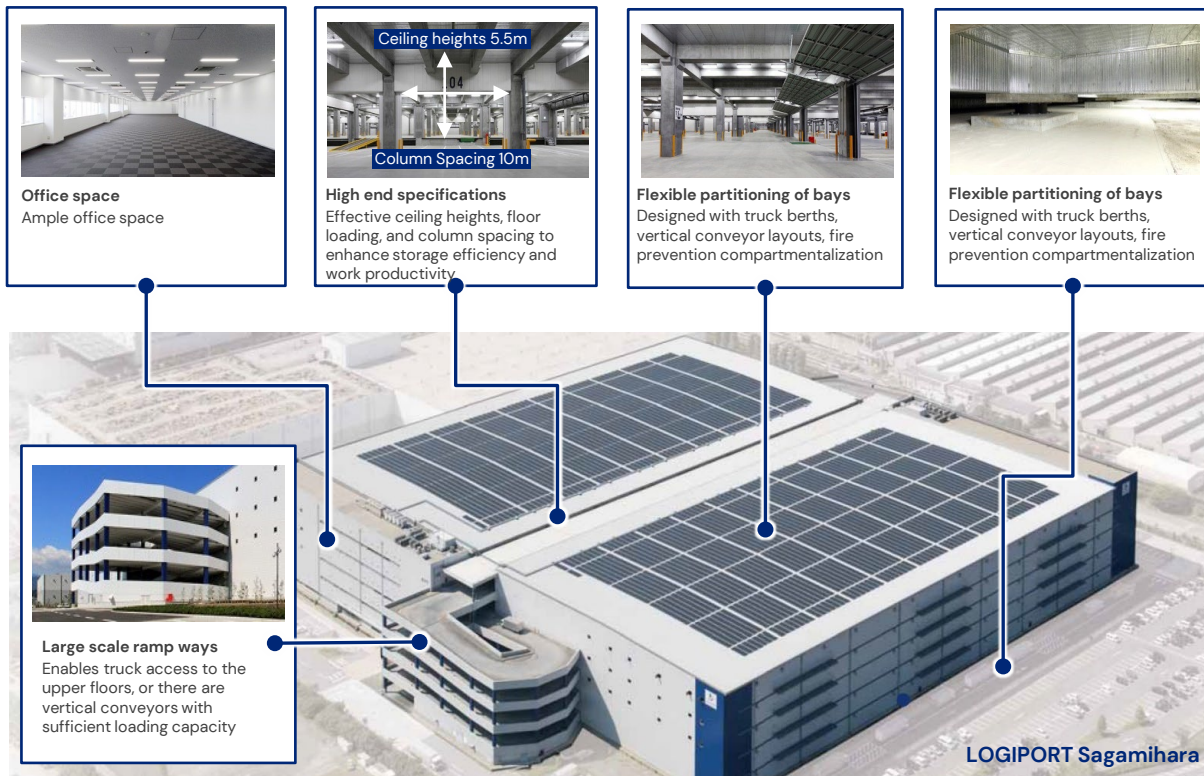 Ceiling heights 5.5m
04
Column Spacing 10m
Office space
Ample office space
High end specifications
Effective ceiling heights, floor
loading, and column spacing to
enhance storage efficiency and
work productivity
Flexible partitioning of bays
Designed with truck berths,
vertical conveyor layouts, fire
prevention compartmentalization
Flexible partitioning of bays
Designed with truck berths,
vertical conveyor layouts, fire
prevention compartmentalization
Large scale ramp ways
Enables truck access to the
upper floors, or there are
vertical conveyors with
sufficient loading capacity
LOGIPORT Sagamihara